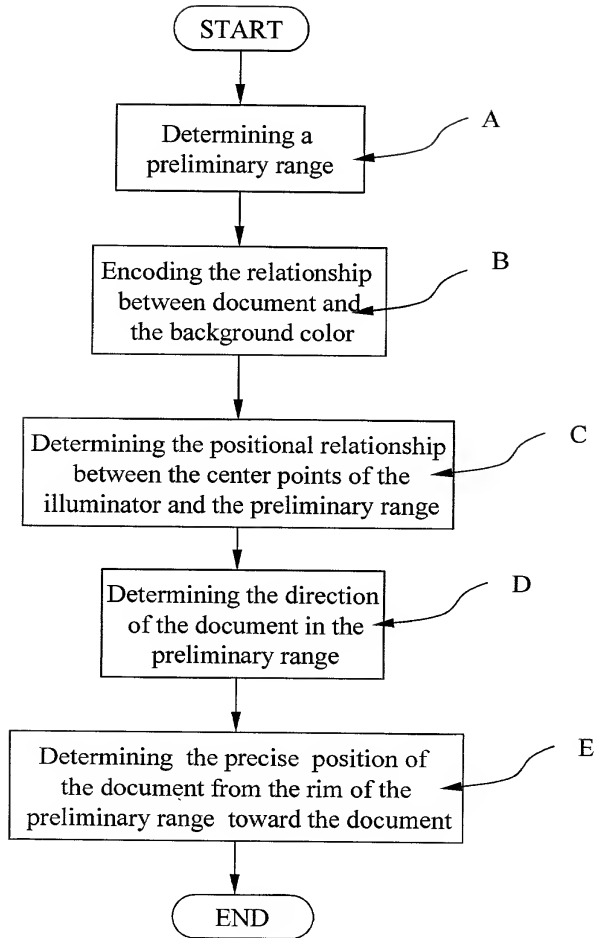 START
Determining a
preliminary range
A
Encoding the relationship
between document and
the background color
B
Determining the positional relationship
between the center points of the
illuminator and the preliminary range
C
Determining the direction
of the document in the
preliminary range
D
Determining the precise position of
the document from the rim of the
preliminary range toward the document
E
END